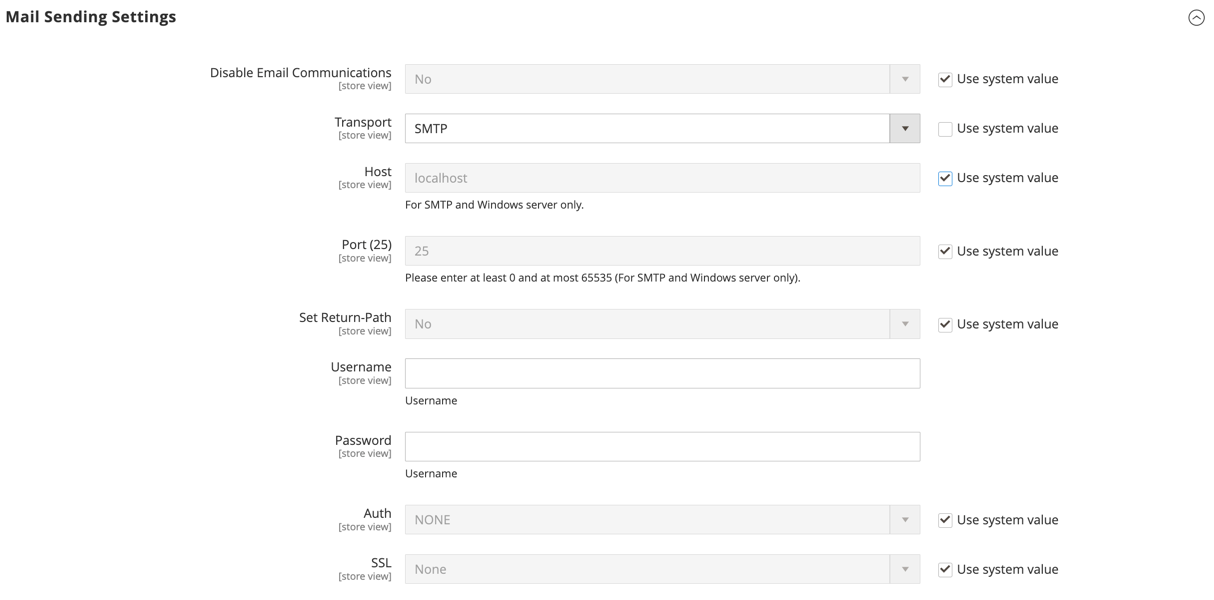 Mail Sending Settings
Disable Email Communications
[store view]
No
Use system value
Transport
[store view]
SMTP
Use system value
Host
[store view]
localhost
Use system value
For SMTP and Windows server only.
Port (25)
[store view]
25
Use system value
Please enter at least 0 and at most 65535 (For SMTP and Windows server only).
Set Return-Path
[store view]
No
Use system value
Username
[store view]
Username
Password
[store view]
Username
Auth
[store view]
NONE
Use system value
SSL
[store view]
None
Use system value